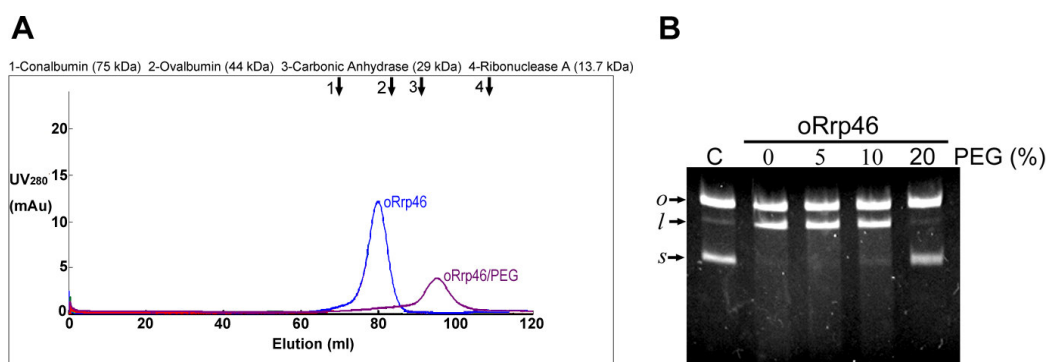 A
1-Conalbumin (75 kDa) 2-Ovalbumin (44 kDa) 3-Carbonic Anhydrase (29 kDa) 4-Ribonuclease A (13.7 kDa)
1 2 3 4
20
15
UV280
(mAu)
10
5
0
oRrp46
oRrp46/PEG
0 20 40 60 80 100 120
Elution (ml)
B
oRrp46
C 0 5 10 20 PEG (%)
o
l
s